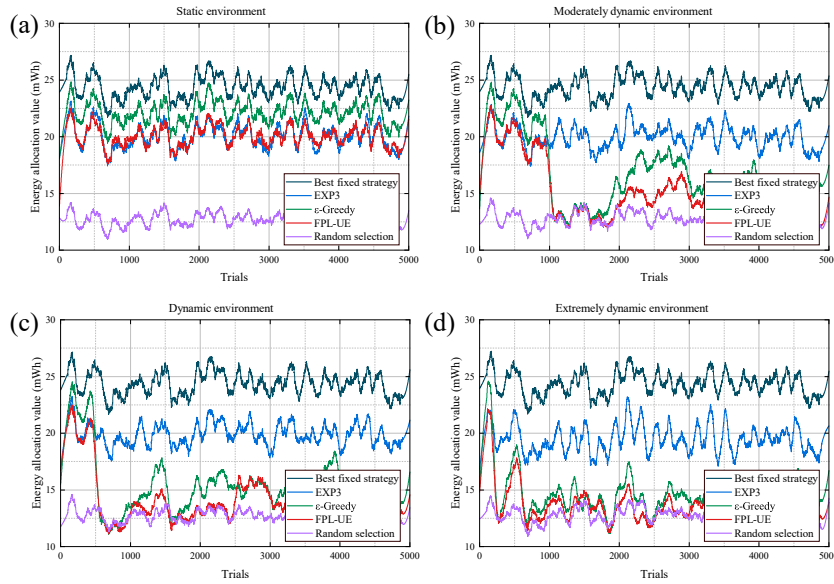 (a)
Static environment
Energy allocation value (mWh)
30
25
20
15
10
0
1000
2000
3000
4000
5000
Trials
Best fixed strategy
EXP3
ε-Greedy
FPL-UE
Random selection
(b)
Moderately dynamic environment
Energy allocation value (mWh)
30
25
20
15
10
0
1000
2000
3000
4000
500
Trials
Best fixed strategy
EXP3
ε-Greedy
FPL-UE
Random selection
(c)
Dynamic environment
Energy allocation value (mWh)
30
25
20
15
10
0
1000
2000
3000
4000
5000
Trials
Best fixed strategy
EXP3
ε-Greedy
FPL-UE
Random selection
(d)
Extremely dynamic environment
Energy allocation value (mWh)
30
25
20
15
10
0
1000
2000
3000
4000
500
Trials
Best fixed strategy
EXP3
ε-Greedy
FPL-UE
Random selection